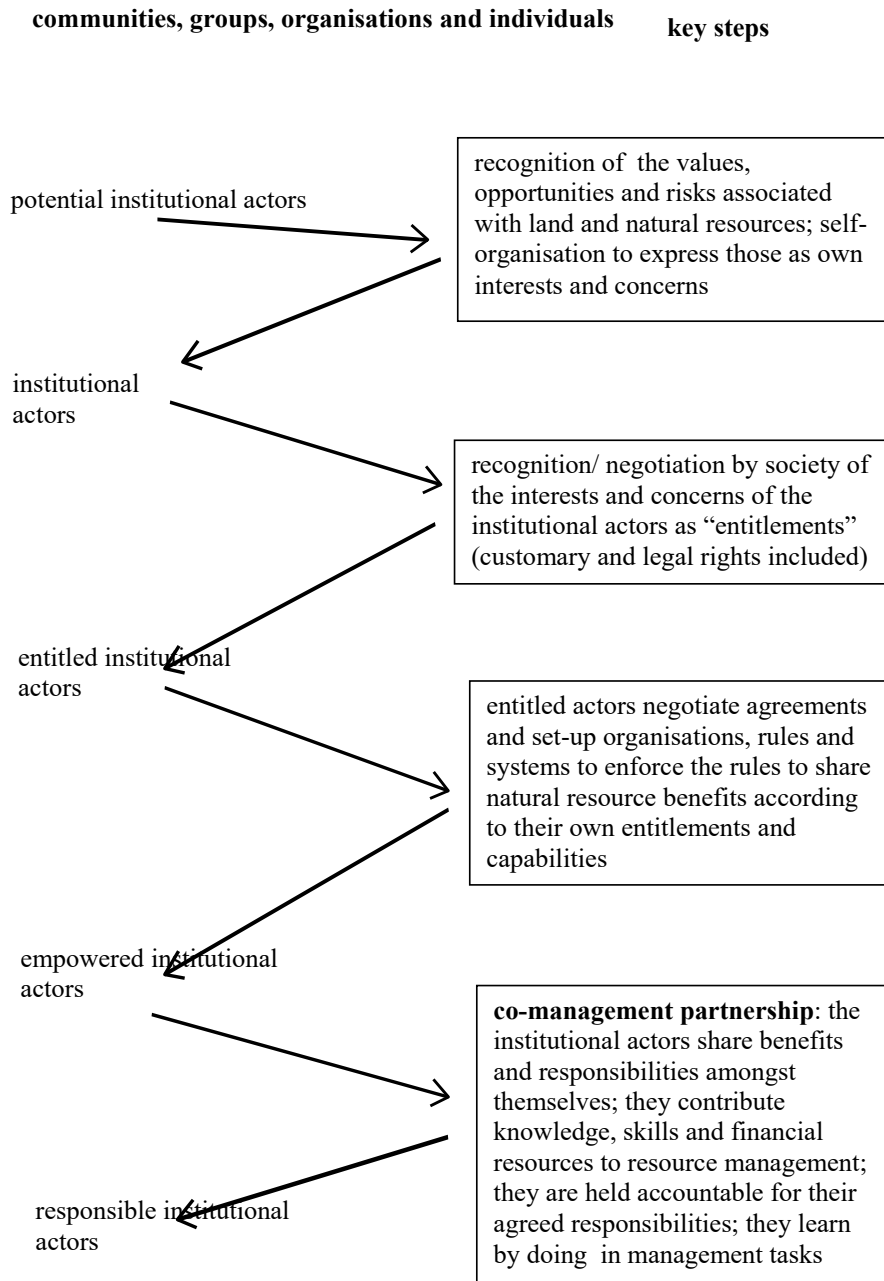 communities, groups, organisations and individuals
key steps
potential institutional actors
recognition of the values,
opportunities and risks associated
with land and natural resources; self-
organisation to express those as own
interests and concerns
institutional
actors
recognition/ negotiation by society of
the interests and concerns of the
institutional actors as “entitlements”
(customary and legal rights included)
entitled institutional
actors
entitled actors negotiate agreements
and set-up organisations, rules and
systems to enforce the rules to share
natural resource benefits according
to their own entitlements and
capabilities
empowered institutional
actors
co-management partnership: the
institutional actors share benefits
and responsibilities amongst
themselves; they contribute
knowledge, skills and financial
resources to resource management;
they are held accountable for their
agreed responsibilities; they learn
by doing in management tasks
responsible institutional
actors